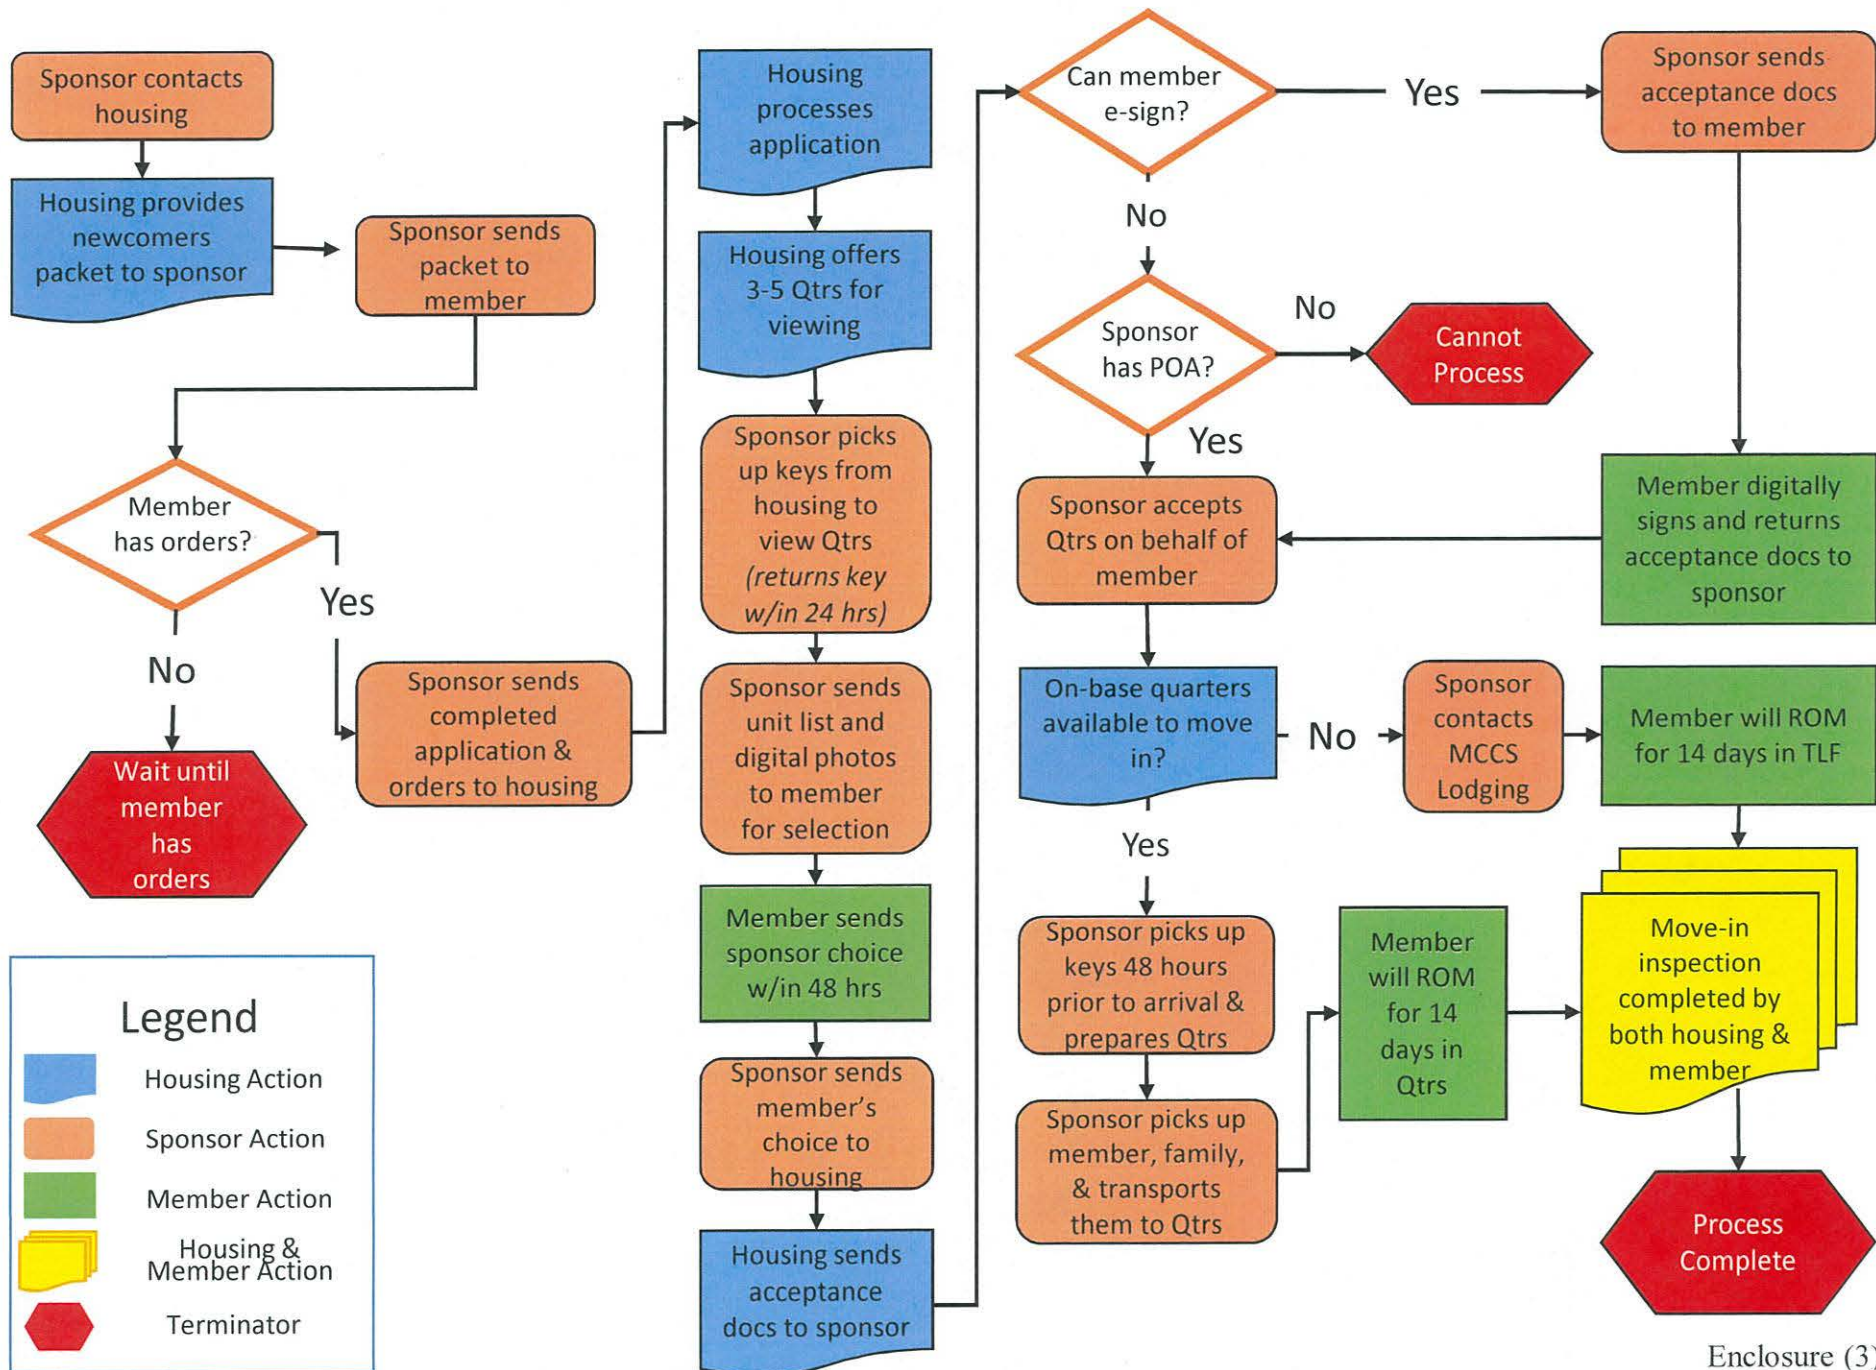 Sponsor contacts
housing
Housing provides
newcomers
packet to sponsor
Sponsor sends
packet to
member
Member
has orders?
Yes
No
Wait until
member
has
orders
Sponsor sends
completed
application &
orders to housing
Housing
processes
application
Housing offers
3-5 Qtrs for
viewing
Sponsor picks
up keys from
housing to
view Qtrs
(returns key
w/in 24 hrs)
Sponsor sends
unit list and
digital photos
to member
for selection
Member sends
sponsor choice
w/in 48 hrs
Sponsor sends
member’s
choice to
housing
Housing sends
acceptance
docs to sponsor
Can member
e-sign?
Yes
Sponsor sends
acceptance docs
to member
No
Sponsor
has POA?
No
Cannot
Process
Yes
Member digitally
signs and returns
acceptance docs to
sponsor
Sponsor accepts
Qtrs on behalf of
member
On-base quarters
available to move
in?
No
Sponsor
contacts
MCCS
Lodging
Member will ROM
for 14 days in TLF
Yes
Sponsor picks up
keys 48 hours
prior to arrival &
prepares Qtrs
Sponsor picks up
member, family,
& transports
them to Qtrs
Member
will ROM
for 14
days in
Qtrs
Move-in
inspection
completed by
both housing &
member
Process
Complete
Legend
Housing Action
Sponsor Action
Member Action
Housing &
Member Action
Terminator
Enclosure (3)